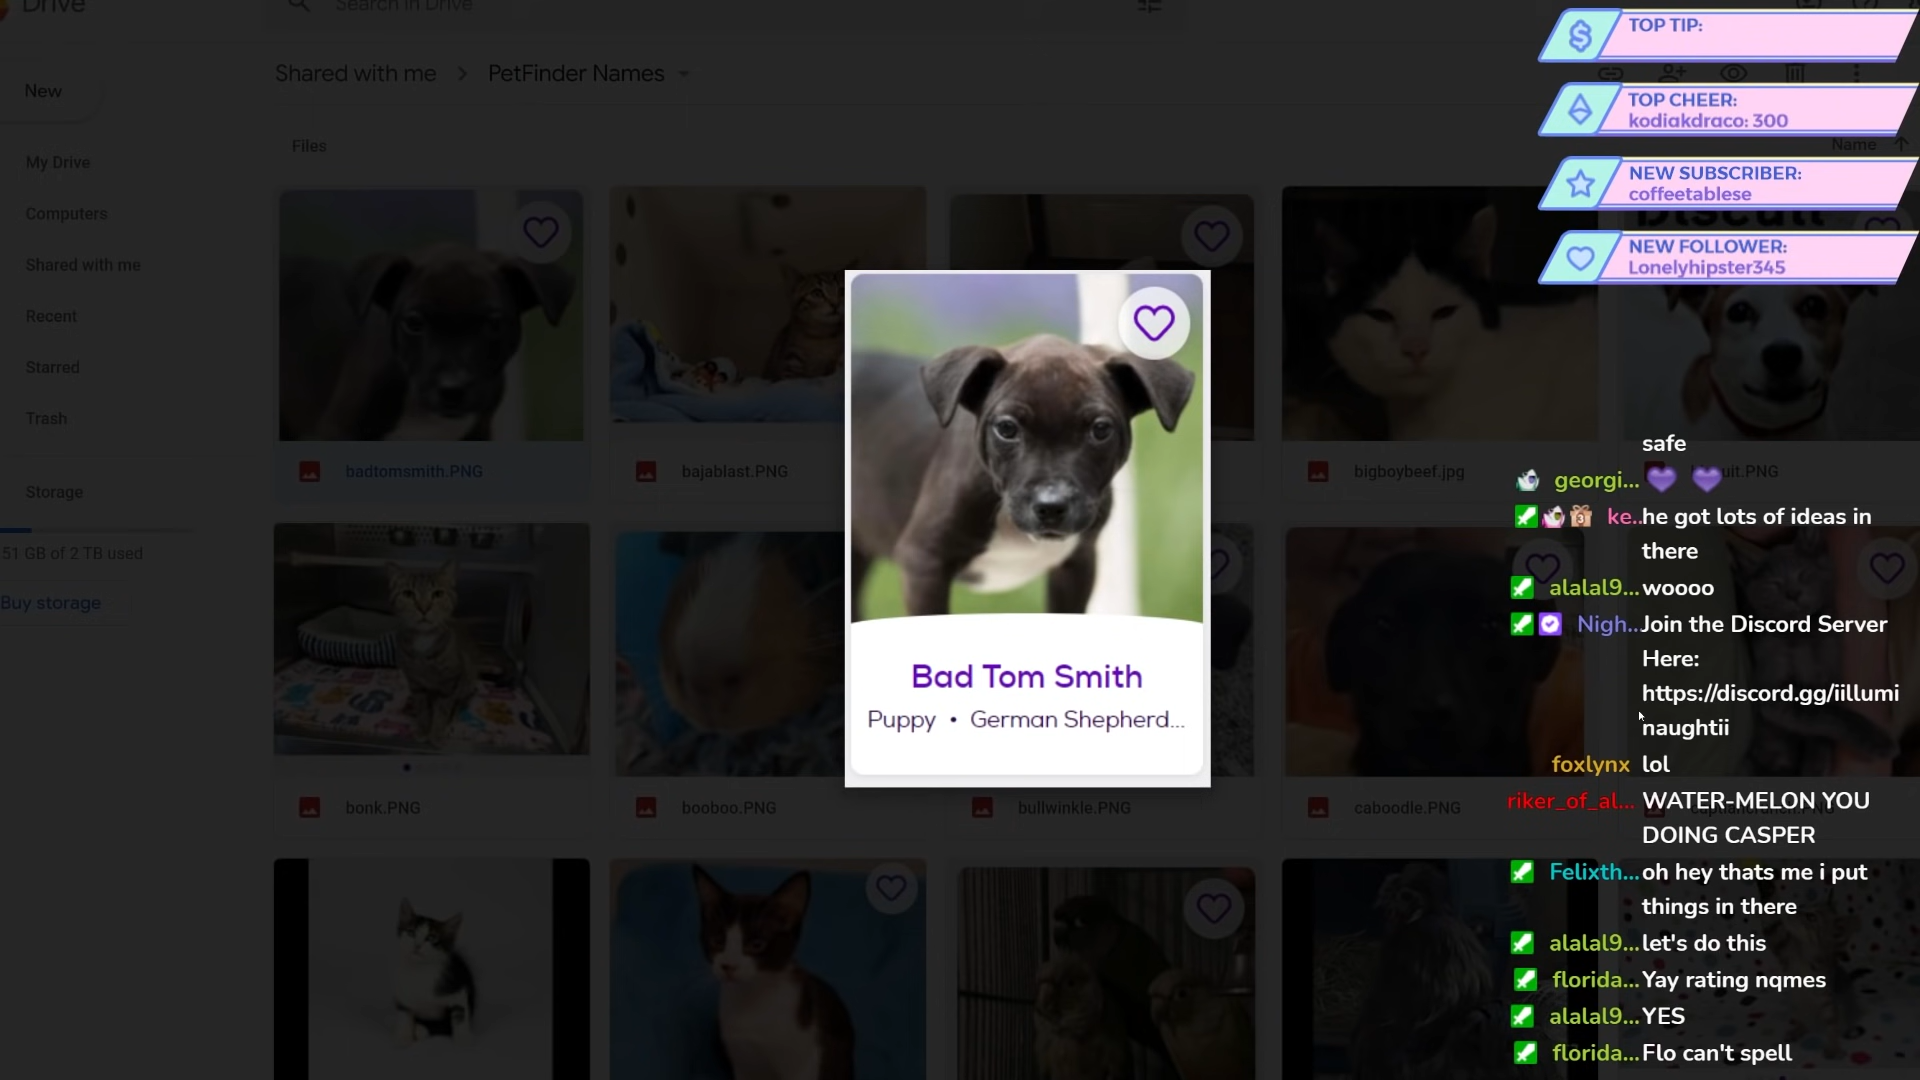 Drive
Search in Drive
Shared with me > PetFinder Names
New
Files
Name
My Drive
Computers
Shared with me
Recent
Starred
Trash
Storage
51 GB of 2 TB used
Buy storage
badtomsmith.PNG
bajablast.PNG
bigboybeef.jpg
Biscuit
bonk.PNG
booboo.PNG
bullwinkle.PNG
caboodle.PNG
Bad Tom Smith
Puppy • German Shepherd...
TOP TIP:
TOP CHEER:
kodiakdraco: 300
NEW SUBSCRIBER:
coffeetablese
NEW FOLLOWER:
Lonelyhipster345
safe
georgi...
ke..he got lots of ideas in
there
alalal9...woooo
Nigh...Join the Discord Server
Here:
https://discord.gg/iillumi
naughtii
foxlynx lol
riker_of_al... WATER-MELON YOU
DOING CASPER
Felixth...oh hey thats me i put
things in there
alalal9...let's do this
florida...Yay rating nqmes
alalal9...YES
florida...Flo can't spell